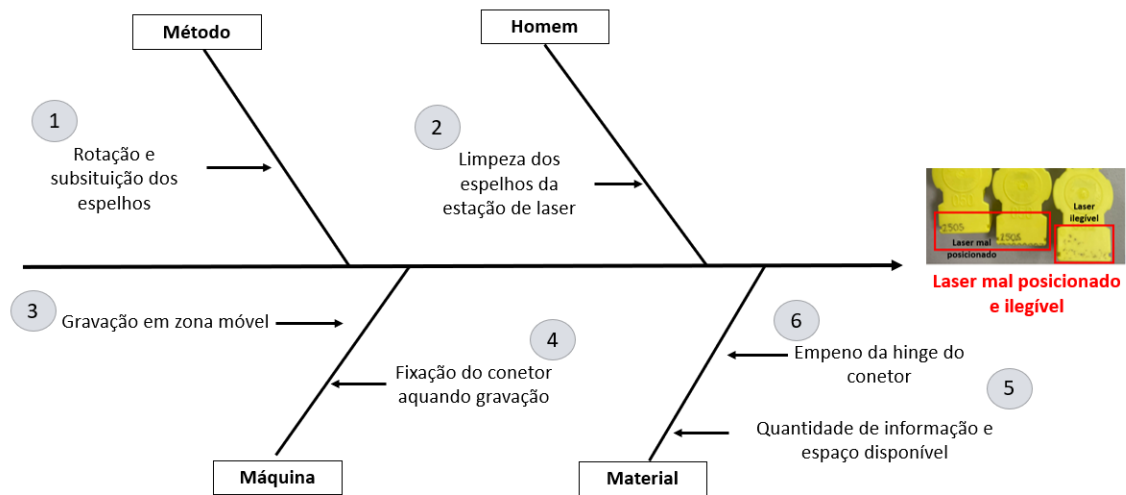 Método
Homem
1
Rotação e
subsituição dos
espelhos
2
Limpeza dos
espelhos da
estação de laser
Laser
ilegível
2505
2505
Laser mal
posicionado
Laser mal posicionado
e ilegível
3
Gravação em zona móvel
4
Fixação do conetor
aquando gravação
6
Empeno da hinge do
conetor
5
Quantidade de informação e
espaço disponível
Máquina
Material